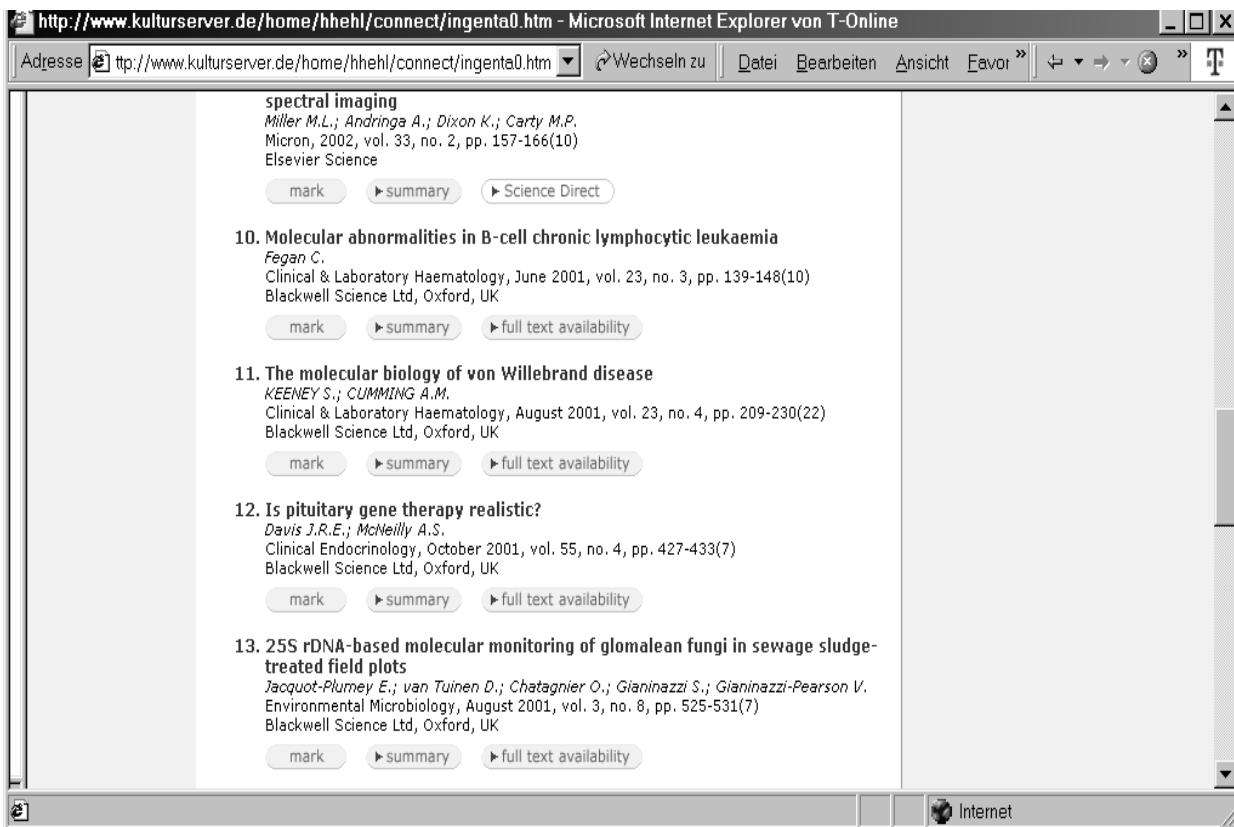 http://www.kulturserver.de/home/hhehl/connect/ingenta0.htm - Microsoft Internet Explorer von T-Online
Adresse ttp://www.kulturserver.de/home/hhehl/connect/ingenta0.htm Wechseln zu Datei Bearbeiten Ansicht Favor » »
spectral imaging
Miller M.L.; Andringa A.; Dixon K.; Carty M.P.
Micron, 2002, vol. 33, no. 2, pp. 157-166(10)
Elsevier Science
mark summary Science Direct
10. Molecular abnormalities in B-cell chronic lymphocytic leukaemia
Fegan C.
Clinical & Laboratory Haematology, June 2001, vol. 23, no. 3, pp. 139-148(10)
Blackwell Science Ltd, Oxford, UK
mark summary full text availability
11. The molecular biology of von Willebrand disease
KEENEY S.; CUMMING A.M.
Clinical & Laboratory Haematology, August 2001, vol. 23, no. 4, pp. 209-230(22)
Blackwell Science Ltd, Oxford, UK
mark summary full text availability
12. Is pituitary gene therapy realistic?
Davis J.R.E.; McNeilly A.S.
Clinical Endocrinology, October 2001, vol. 55, no. 4, pp. 427-433(7)
Blackwell Science Ltd, Oxford, UK
mark summary full text availability
13. 25S rDNA-based molecular monitoring of glomalean fungi in sewage sludge-
treated field plots
Jacquot-Plumey E.; van Tuinen D.; Chatagnier O.; Gianinazzi S.; Gianinazzi-Pearson V.
Environmental Microbiology, August 2001, vol. 3, no. 8, pp. 525-531(7)
Blackwell Science Ltd, Oxford, UK
mark summary full text availability
Internet